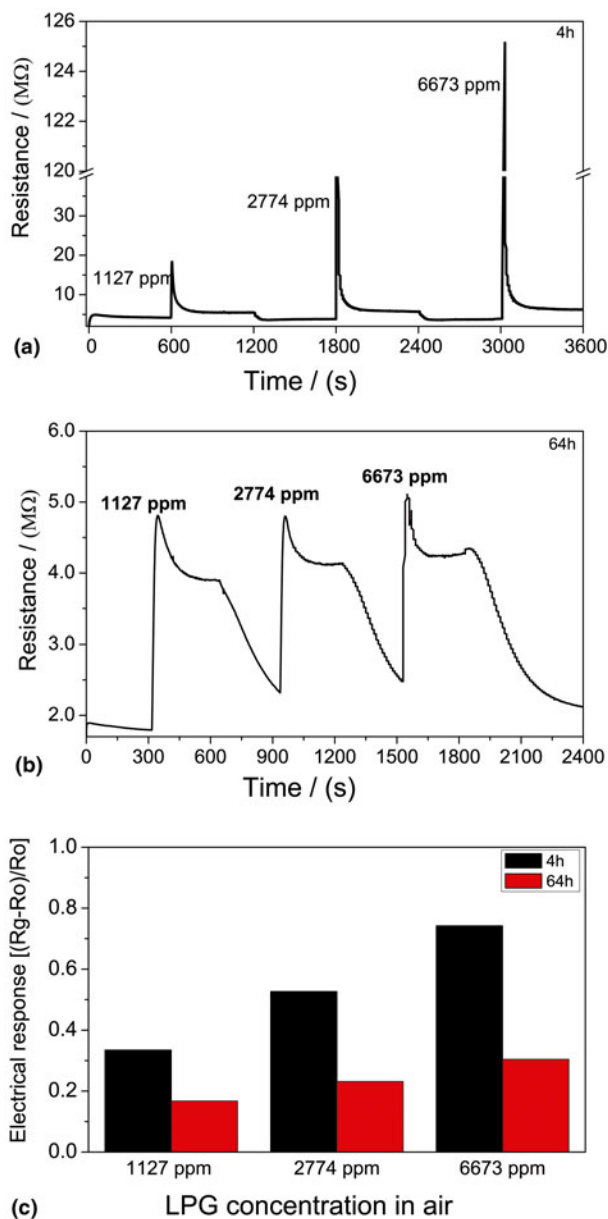 4h
126
124
122
120
30
20
10
Resistance / (MΩ)
6673 ppm
2774 ppm
1127 ppm
0 600 1200 1800 2400 3000 3600
(a)
Time / (s)
64h
6.0
5.0
4.0
3.0
2.0
Resistance / (MΩ)
1127 ppm
2774 ppm
6673 ppm
0 300 600 900 1200 1500 1800 2100 2400
(b)
Time / (s)
1.0
0.8
0.6
0.4
0.2
0.0
Electrical response [(Rg-Ro)/Ro]
4h
64h
1127 ppm 2774 ppm 6673 ppm
(c)
LPG concentration in air